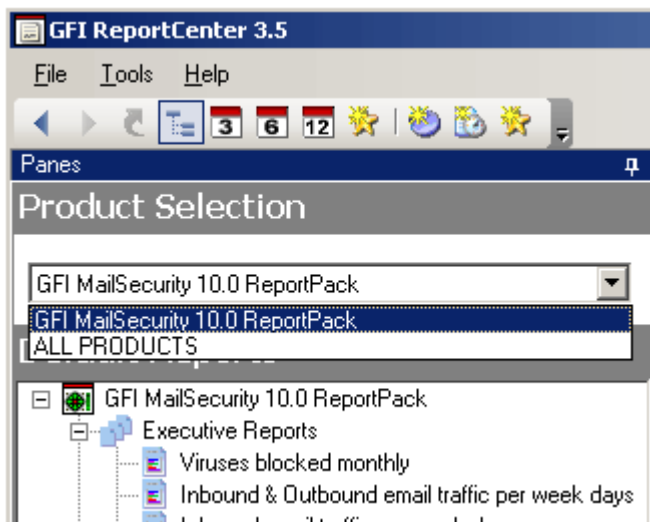 GFI ReportCenter 3.5
File Tools Help
3 6 12
Panes
Product Selection
GFI MailSecurity 10.0 ReportPack
GFI MailSecurity 10.0 ReportPack
ALL PRODUCTS
GFI MailSecurity 10.0 ReportPack
Executive Reports
Viruses blocked monthly
Inbound & Outbound email traffic per week days